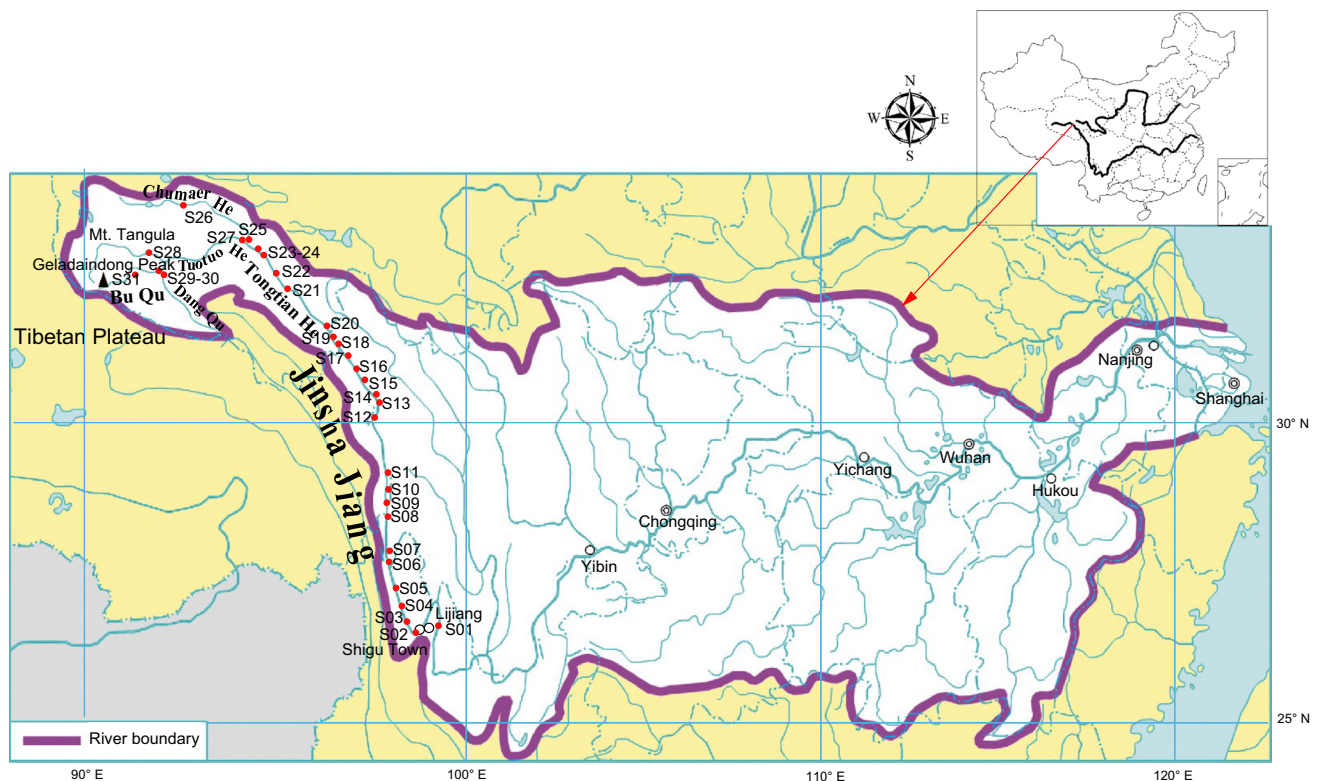 N
W
E
S
Chumaer He
S26
Mt. Tangula
S27
S25
S28
S23-24
Geladaindong Peak
Tuotuo He
S22
S31
S29-30
S21
Bu Qu
Dang Qu
Tongtian He
S20
Tibetan Plateau
S19
S18
S17
S16
Jinsha Jiang
S15
S14
S13
S12
Nanjing
Shanghai
30° N
S11
S10
S09
S08
Yichang
Wuhan
Hukou
Chongqing
S07
S06
Yibin
S05
S04
Lijiang
S03
S01
S02
Shigu Town
25° N
River boundary
90° E
100° E
110° E
120° E